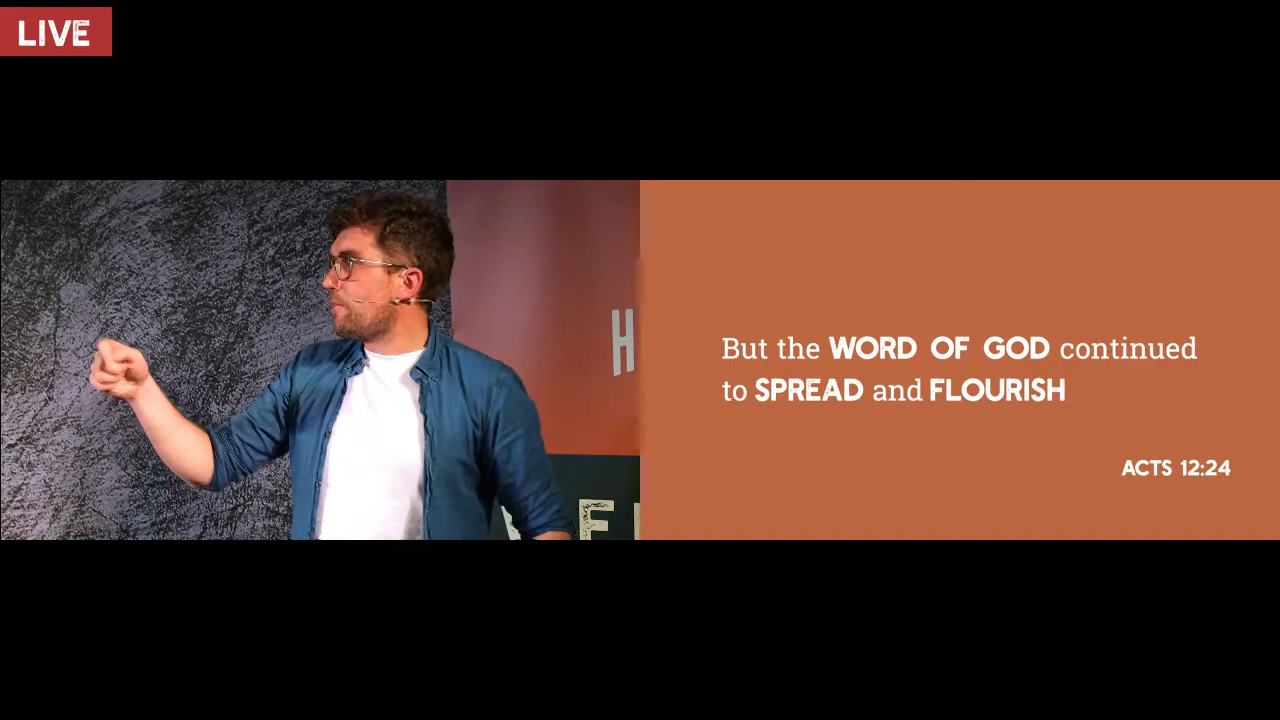 LIVE
H
E
But the WORD OF GOD continued
to SPREAD and FLOURISH
ACTS 12:24